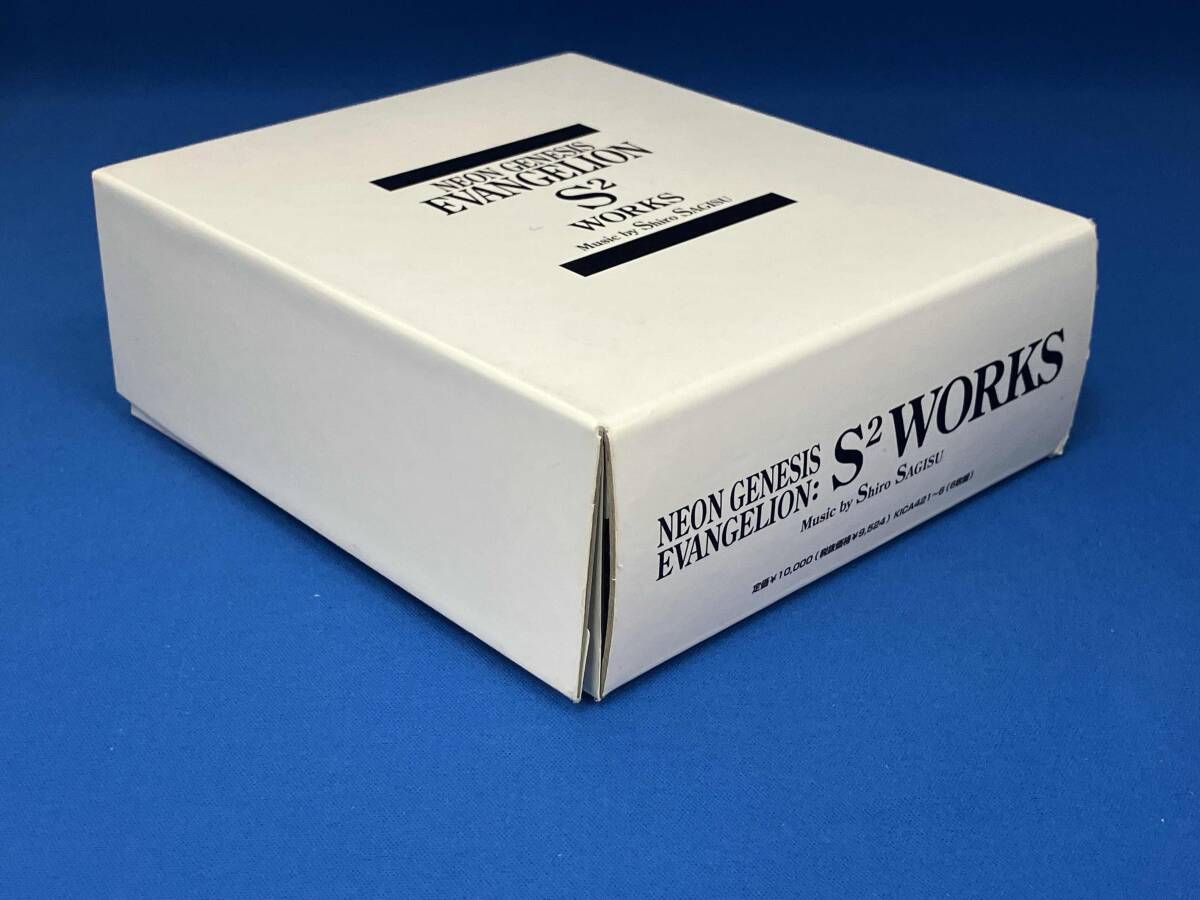 NEON GENESIS
EVANGELION
S²
WORKS
Music by Shiro SAGISU
NEON GENESIS
EVANGELION:
S² WORKS
Music by Shiro SAGISU
定価¥10,000(税抜価格¥9,524) KICA421~6(6枚組)